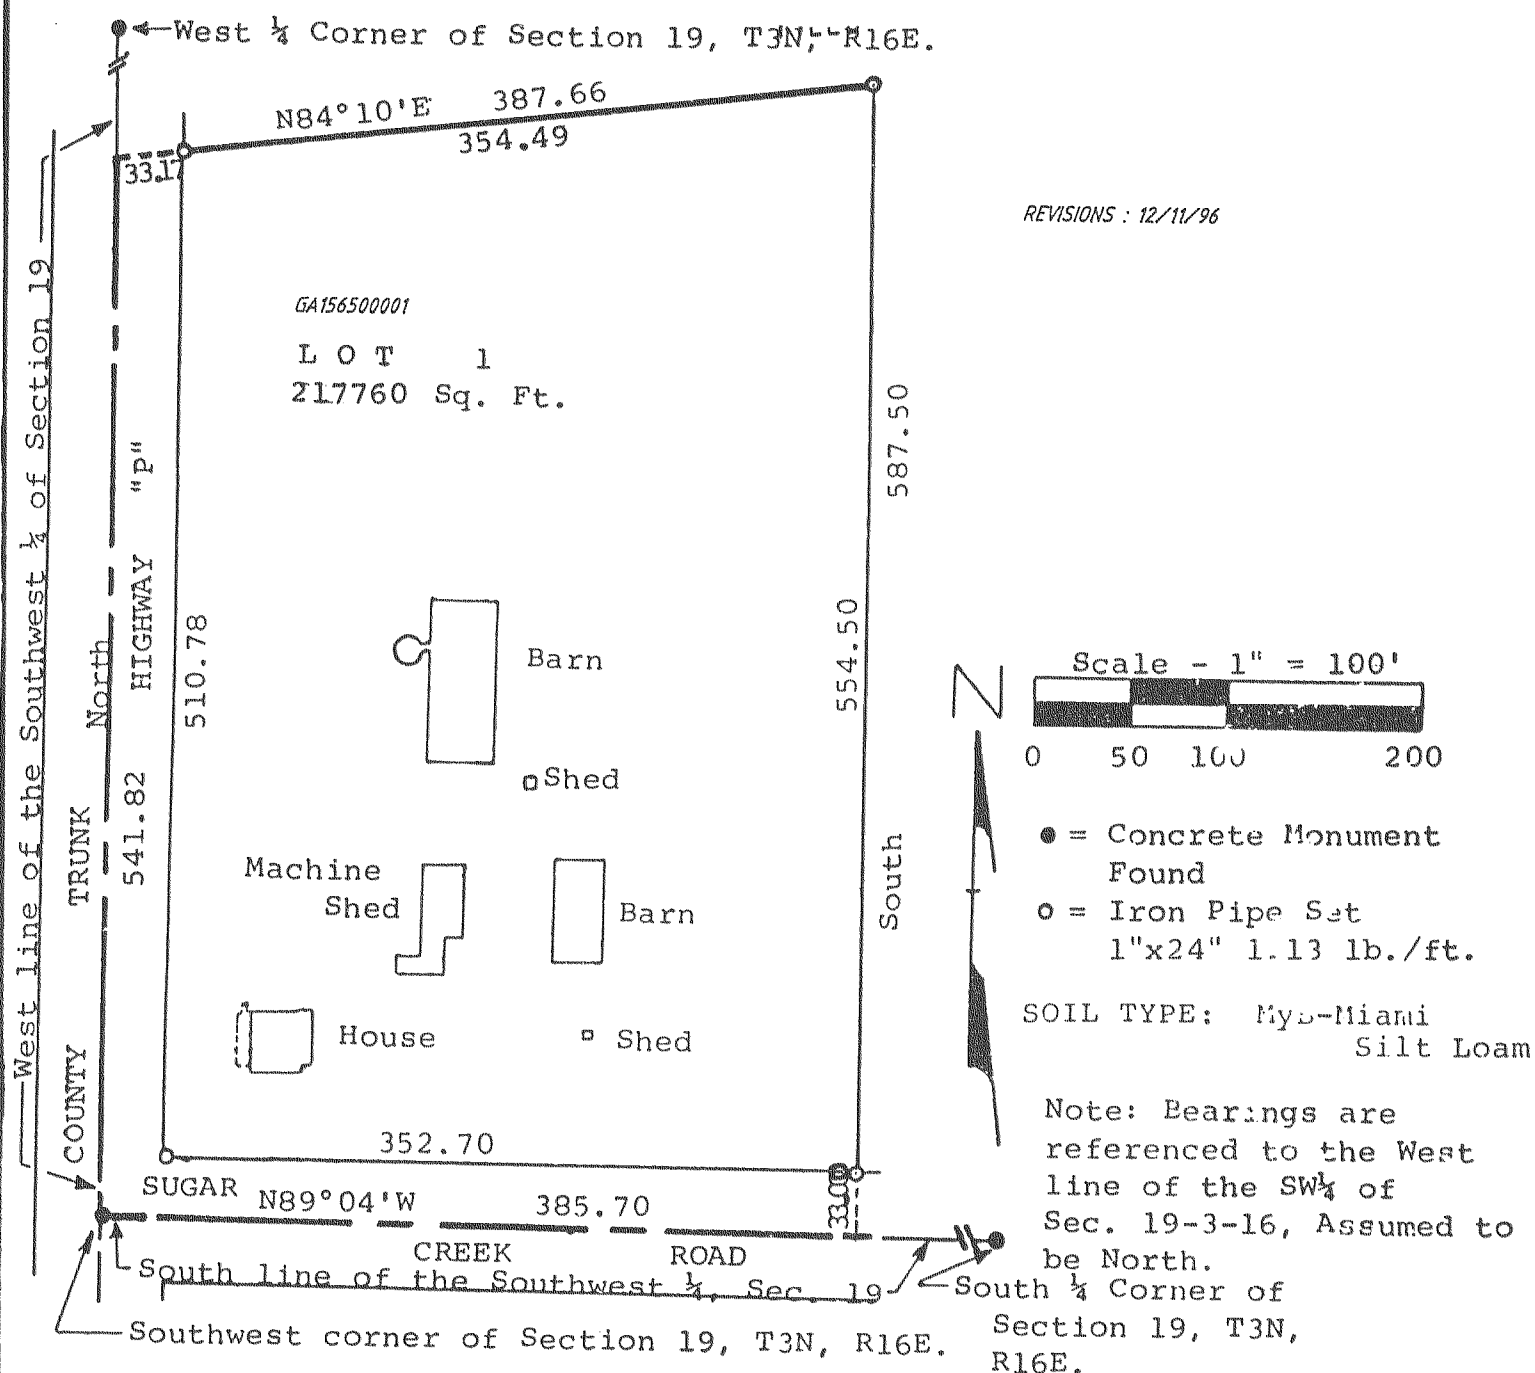 West ¼ Corner of Section 19, T3N, R16E.
N84°10'E 387.66
354.49
33.17
REVISIONS : 12/11/96
GA156500001
LOT 1
217760 Sq. Ft.
West line of the Southwest ¼ of Section 19
COUNTY TRUNK HIGHWAY "P"
North
541.82
510.78
587.50
554.50
South
Barn
Shed
Machine
Shed
Barn
House
Shed
Scale - 1" = 100'
0 50 100 200
N
= Concrete Monument
Found
= Iron Pipe Set
1"x24" 1.13 lb./ft.
SOIL TYPE: -Miami
Silt Loam
Note: Bearings are
referenced to the West
line of the SW¼ of
Sec. 19-3-16, Assumed to
be North.
352.70
SUGAR CREEK ROAD
N89°04'W 385.70
South line of the Southwest ¼, Sec. 19
Southwest corner of Section 19, T3N, R16E.
South ¼ Corner of
Section 19, T3N,
R16E.